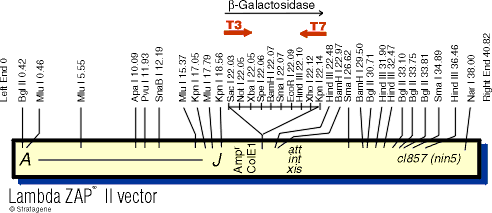 β-Galactosidase
T3
T7
Left End 0
Bgl II 0.42
Mlu I 0.46
Mlu I 5.55
Apa I 10.09
Pvu I 11.93
SnaB I 12.19
Mlu I 15.37
Kpn I 17.05
Mlu I 17.79
Kpn I 18.56
Sac I 22.03
Not I 22.05
Xba I 22.05
Spe I 22.06
BamH I 22.07
Sma I 22.07
EcoR I 22.09
Hind III 22.10
Xho I 22.12
Kpn I 22.14
Hind III 22.48
BamH I 22.97
Sma I 26.62
BamH I 29.50
Bgl II 30.71
Hind III 31.90
Hind III 32.47
Bgl II 33.10
Bgl II 33.75
Bgl II 33.81
Sma I 34.89
Hind III 36.46
Nar I 38.00
Right End 40.82
A
J
Ampʳ
ColE1
att
int
xis
cI857 (nin5)
Lambda ZAP® II vector
© Stratagene